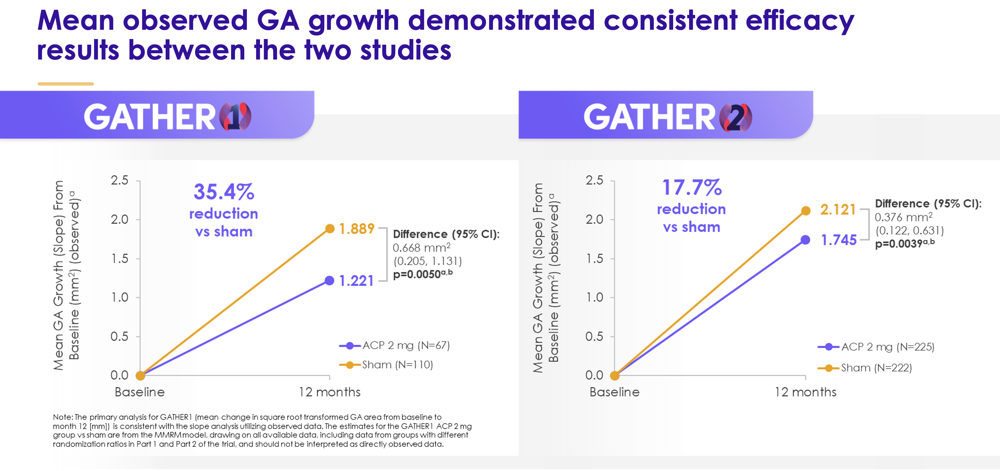 Mean observed GA growth demonstrated consistent efficacy
results between the two studies
GATHER1
Mean GA Growth (Slope) From
Baseline (mm²) (observed)ᵃ
2.5
2.0
1.5
1.0
0.5
0.0
35.4%
reduction
vs sham
1.889
1.221
Difference (95% CI):
0.668 mm²
(0.205, 1.131)
p=0.0050ᵃ,ᵇ
ACP 2 mg (N=67)
Sham (N=110)
Baseline
12 months
Note: The primary analysis for GATHER1 (mean change in square root transformed GA area from baseline to
month 12 [mm]) is consistent with the slope analysis utilizing observed data. The estimates for the GATHER1 ACP 2 mg
group vs sham are from the MMRM model, drawing on all available data, including data from groups with different
randomization ratios in Part 1 and Part 2 of the trial, and should not be interpreted as directly observed data.
GATHER2
Mean GA Growth (Slope) From
Baseline (mm²) (observed)ᵃ
2.5
2.0
1.5
1.0
0.5
0.0
17.7%
reduction
vs sham
2.121
1.745
Difference (95% CI):
0.376 mm²
(0.122, 0.631)
p=0.0039ᵃ,ᵇ
ACP 2 mg (N=225)
Sham (N=222)
Baseline
12 months